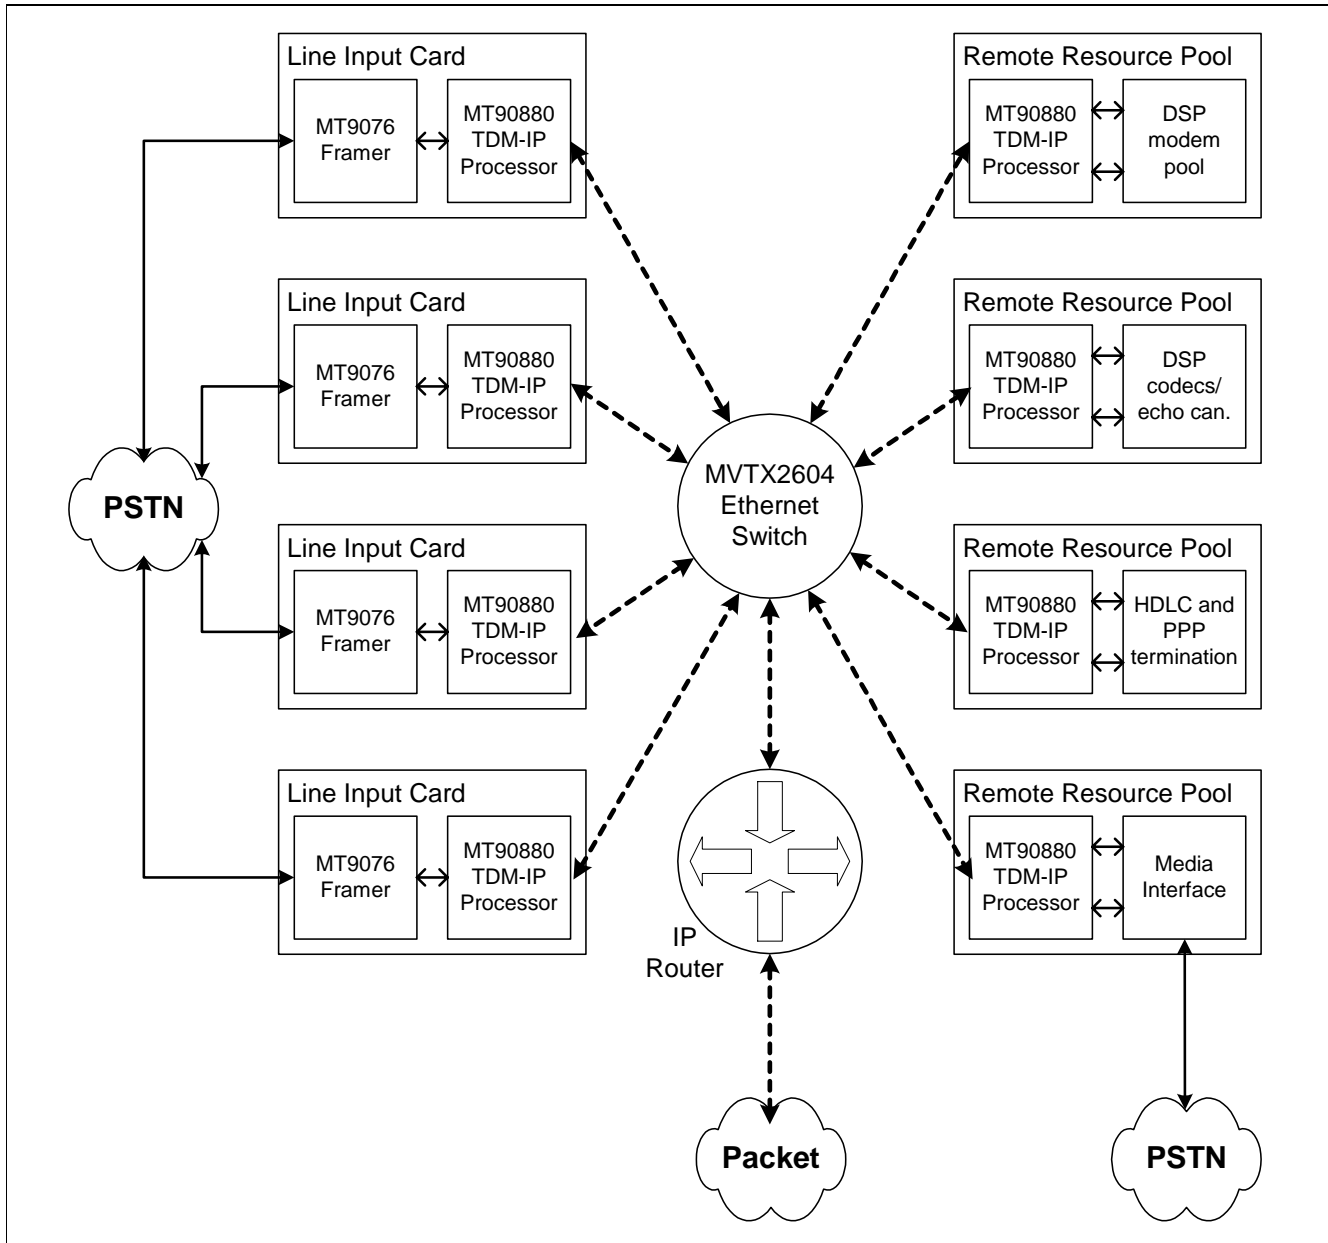 Line Input Card
MT9076
Framer
MT90880
TDM-IP
Processor
Remote Resource Pool
MT90880
TDM-IP
Processor
DSP
modem
pool
Line Input Card
MT9076
Framer
MT90880
TDM-IP
Processor
Remote Resource Pool
MT90880
TDM-IP
Processor
DSP
codecs/
echo can.
PSTN
MVTX2604
Ethernet
Switch
Line Input Card
MT9076
Framer
MT90880
TDM-IP
Processor
Remote Resource Pool
MT90880
TDM-IP
Processor
HDLC and
PPP
termination
Line Input Card
MT9076
Framer
MT90880
TDM-IP
Processor
Remote Resource Pool
MT90880
TDM-IP
Processor
Media
Interface
IP
Router
Packet
PSTN